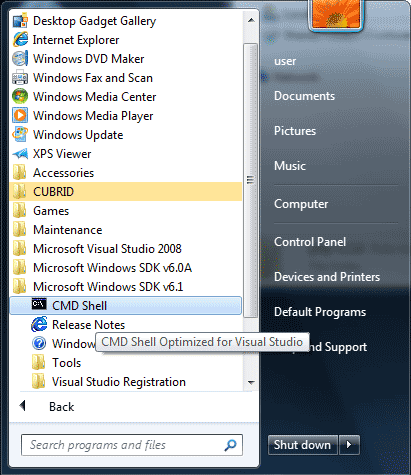 Desktop Gadget Gallery
Internet Explorer
Windows DVD Maker
Windows Fax and Scan
Windows Media Center
Windows Media Player
Windows Update
XPS Viewer
Accessories
CUBRID
Games
Maintenance
Microsoft Visual Studio 2008
Microsoft Windows SDK v6.0A
Microsoft Windows SDK v6.1
CMD Shell
Release Notes
Window
CMD Shell Optimized for Visual Studio
Tools
Visual Studio Registration
Back
Search programs and files
user
Documents
Pictures
Music
Computer
Control Panel
Devices and Printers
Default Programs
and Support
Shut down